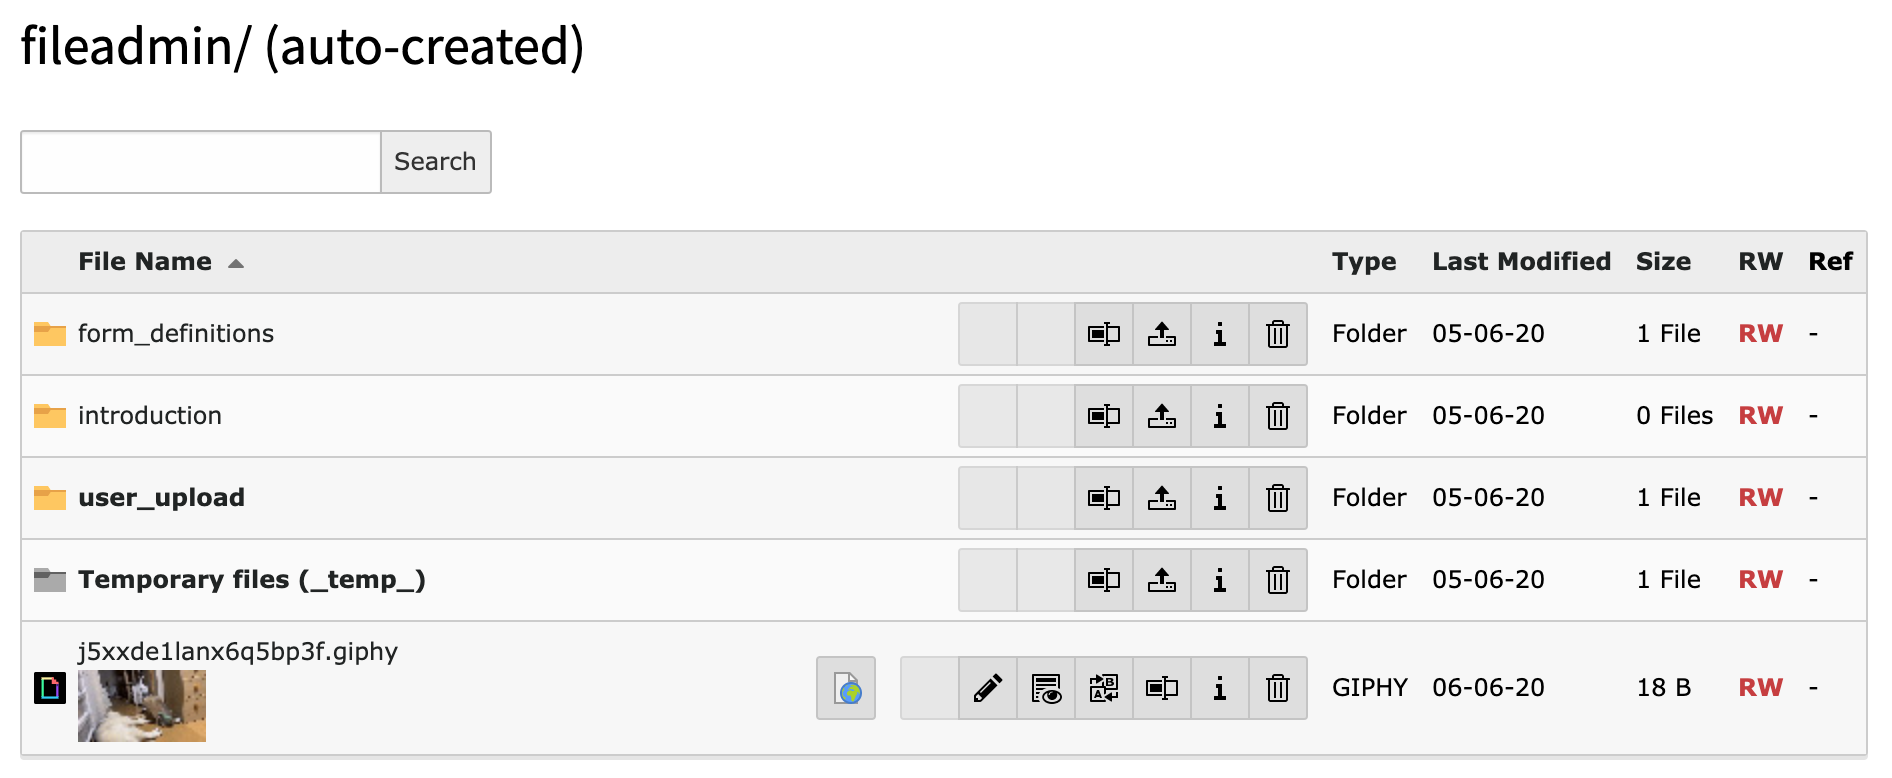 fileadmin/ (auto-created)
Search
File Name Type Last Modified Size RW Ref
form_definitions Folder 05-06-20 1 File RW -
introduction Folder 05-06-20 0 Files RW -
user_upload Folder 05-06-20 1 File RW -
Temporary files (_temp_) Folder 05-06-20 1 File RW -
j5xxde1lanx6q5bp3f.giphy
GIPHY 06-06-20 18 B RW -